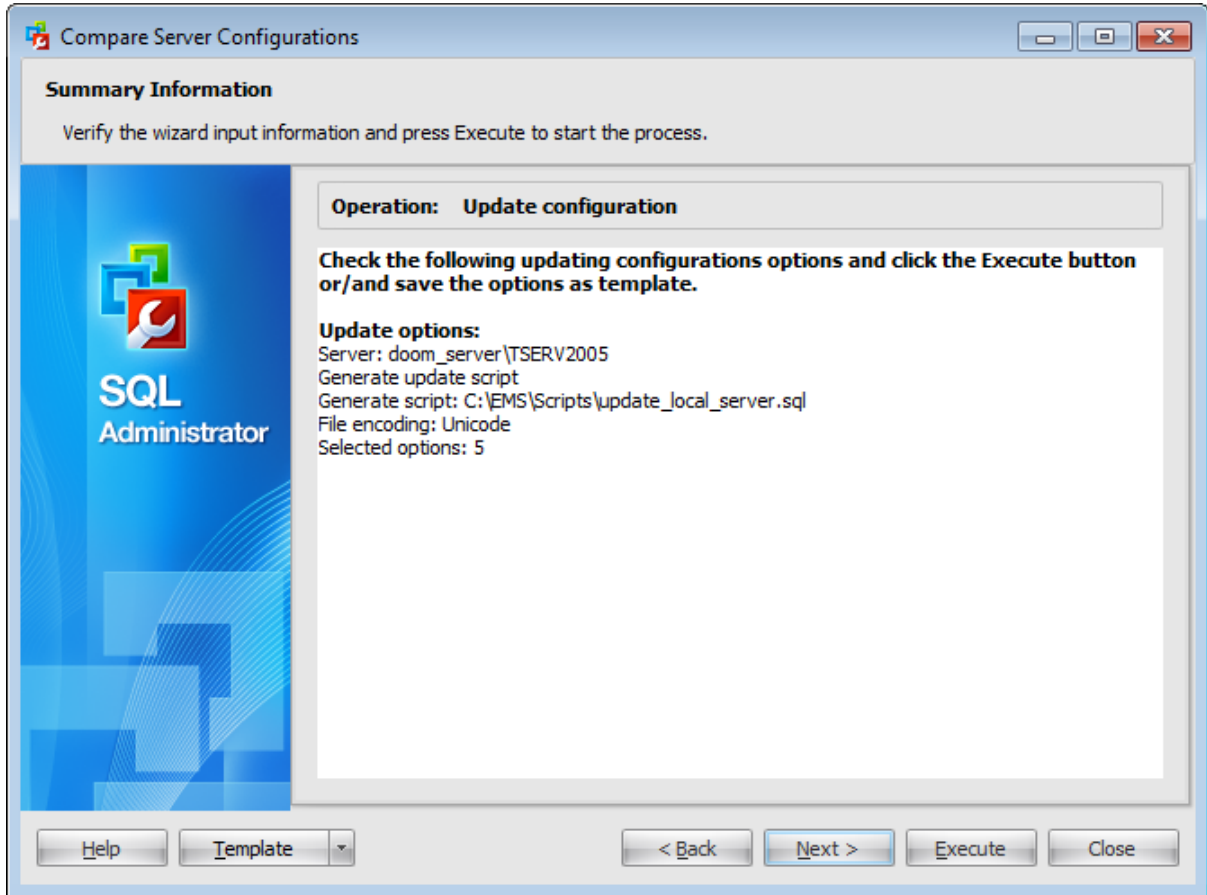 Compare Server Configurations
Summary Information
Verify the wizard input information and press Execute to start the process.
Operation: Update configuration
Check the following updating configurations options and click the Execute button
or/and save the options as template.
Update options:
Server: doom_server\TSERV2005
Generate update script
Generate script: C:\EMS\Scripts\update_local_server.sql
File encoding: Unicode
Selected options: 5
SQL
Administrator
Help
Template
< Back
Next >
Execute
Close